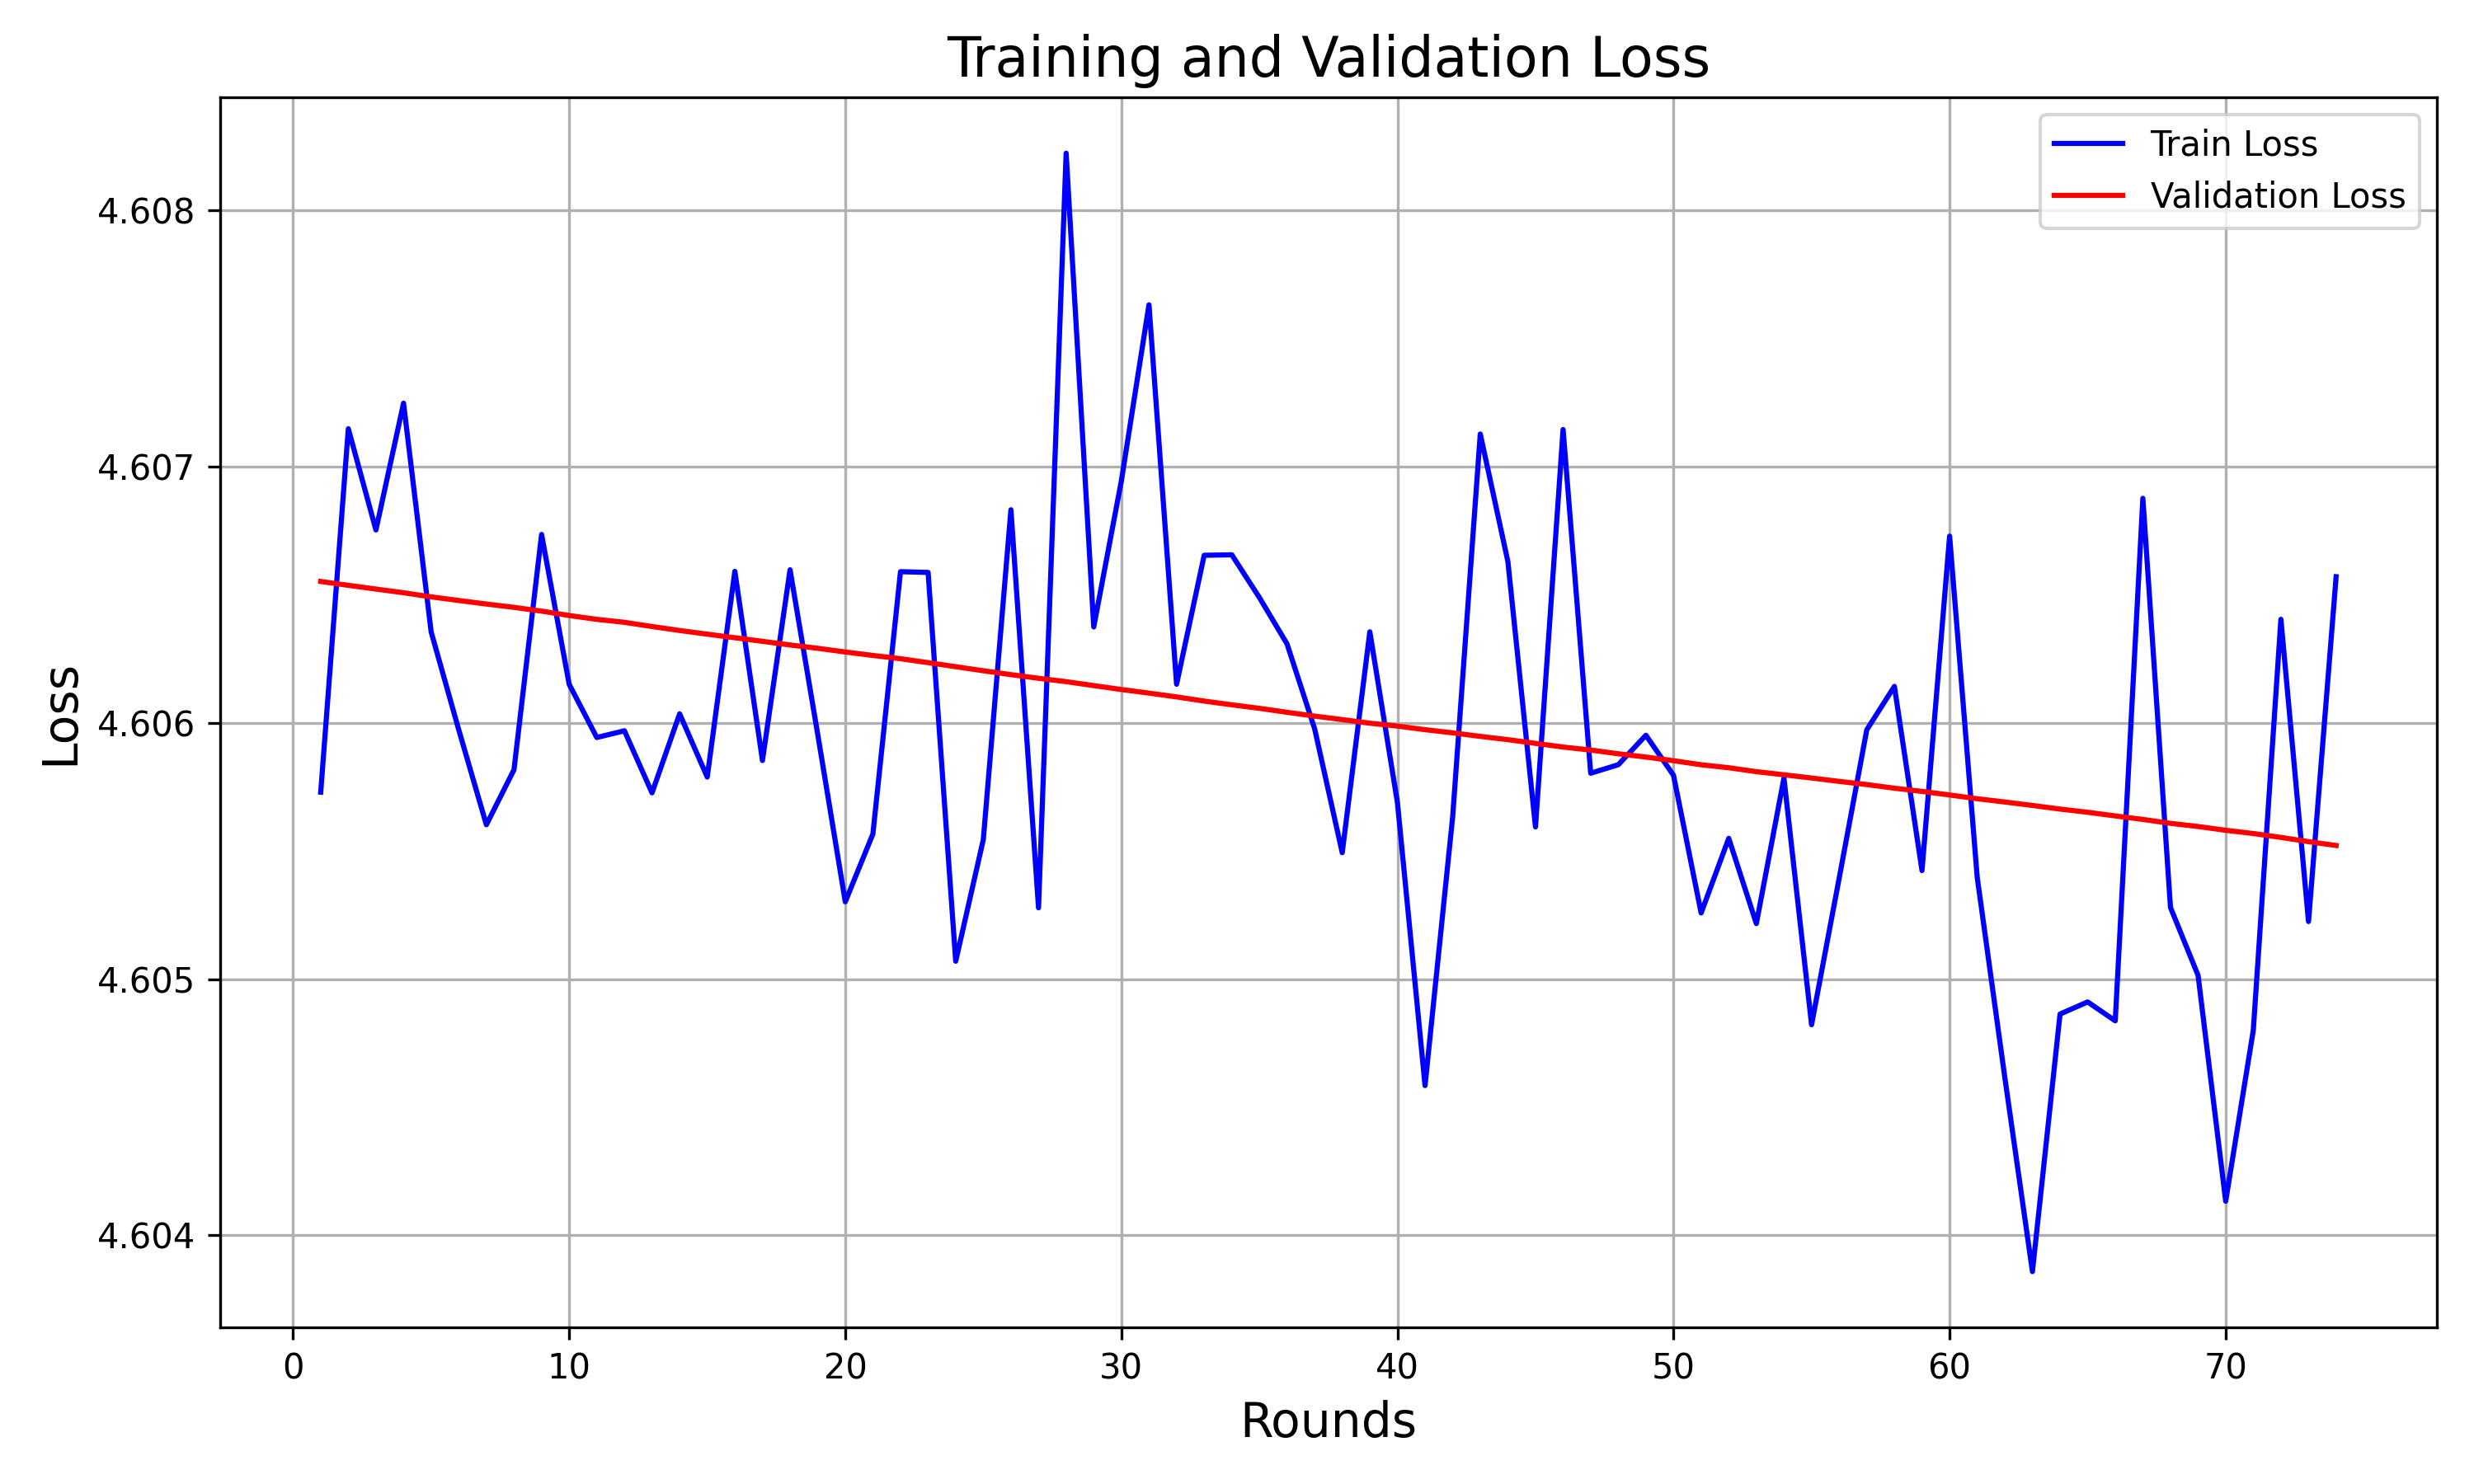 Training and Validation Loss
Train Loss
Validation Loss
4.608
4.607
4.606
4.605
4.604
Loss
0 10 20 30 40 50 60 70
Rounds